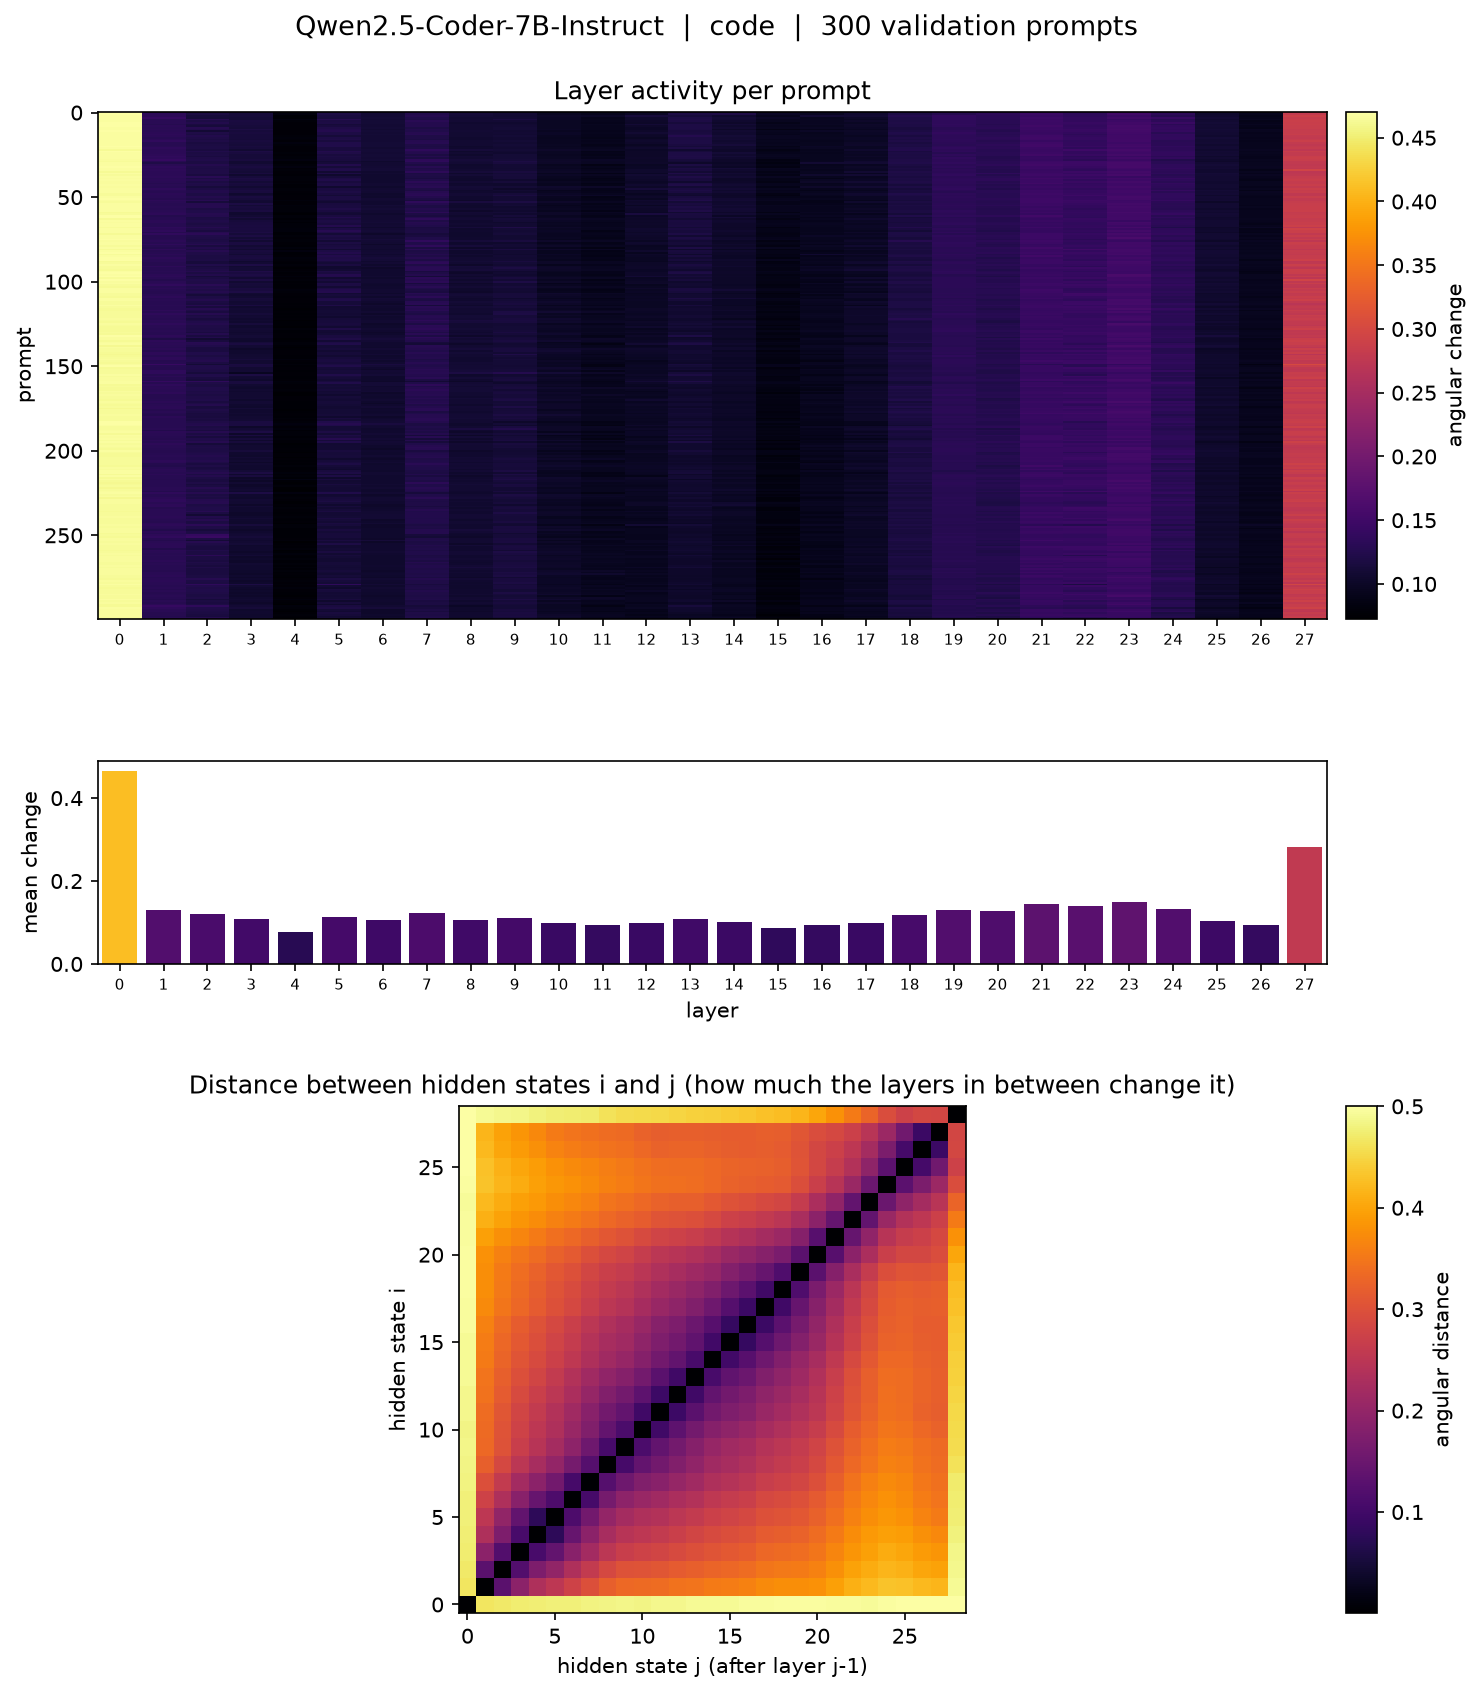 Qwen2.5-Coder-7B-Instruct | code | 300 validation prompts
Layer activity per prompt
prompt
0
50
100
150
200
250
0 1 2 3 4 5 6 7 8 9 10 11 12 13 14 15 16 17 18 19 20 21 22 23 24 25 26 27
0.45
0.40
0.35
0.30
0.25
0.20
0.15
0.10
angular change
mean change
0.4
0.2
0.0
0 1 2 3 4 5 6 7 8 9 10 11 12 13 14 15 16 17 18 19 20 21 22 23 24 25 26 27
layer
Distance between hidden states i and j (how much the layers in between change it)
hidden state i
25
20
15
10
5
0
0 5 10 15 20 25
hidden state j (after layer j-1)
0.5
0.4
0.3
0.2
0.1
angular distance